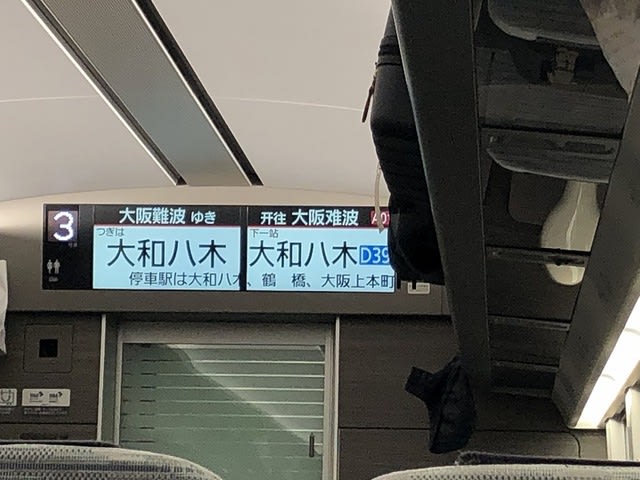 3
号車
大阪難波 ゆき
つぎは
大和八木
开往 大阪难波
下一站
大和八木 D39
停車駅は大和八木、鶴　橋、大阪上本町